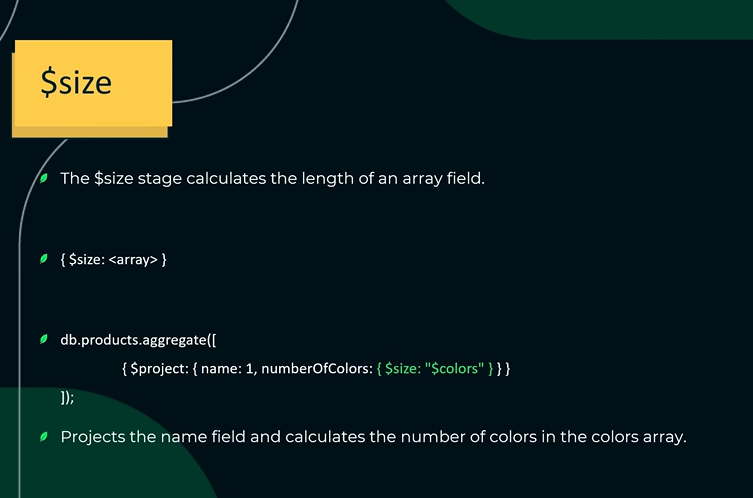 $size
The $size stage calculates the length of an array field.
{ $size: <array> }
db.products.aggregate([
{ $project: { name: 1, numberOfColors: { $size: "$colors" } } }
]);
Projects the name field and calculates the number of colors in the colors array.